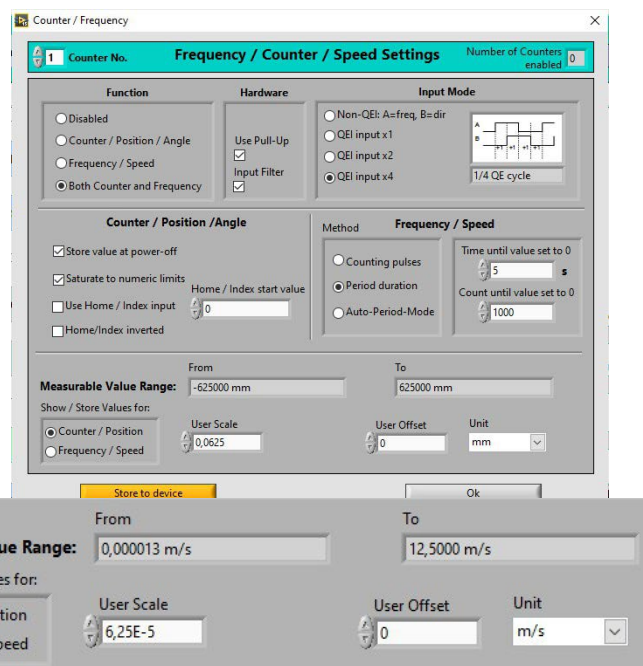 Counter / Frequency
1 Counter No. Frequency / Counter / Speed Settings Number of Counters enabled 0
Function
Disabled
Counter / Position / Angle
Frequency / Speed
Both Counter and Frequency
Hardware
Use Pull-Up
Input Filter
Input Mode
Non-QEI: A=freq, B=dir
QEI input x1
QEI input x2
QEI input x4
A
B
+1 +1 +1 +1
1/4 QE cycle
Counter / Position /Angle
Store value at power-off
Saturate to numeric limits
Use Home / Index input
Home/Index inverted
Home / Index start value
0
Method Frequency / Speed
Counting pulses
Period duration
Auto-Period-Mode
Time until value set to 0
5 s
Count until value set to 0
1000
From To
Measurable Value Range: -625000 mm 625000 mm
Show / Store Values for:
Counter / Position
Frequency / Speed
User Scale User Offset Unit
0,0625 0 mm
Store to device Ok
From To
ue Range: 0,000013 m/s 12,5000 m/s
es for:
tion
peed
User Scale User Offset Unit
6,25E-5 0 m/s